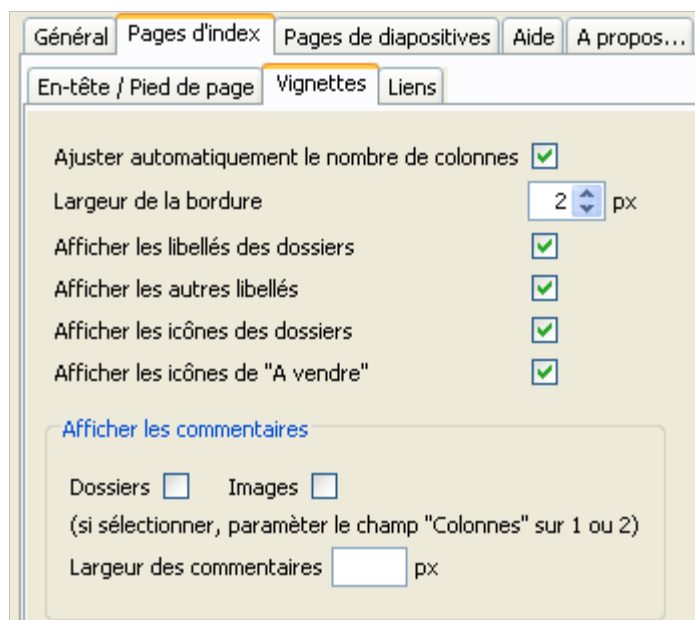 Général Pages d'index Pages de diapositives Aide A propos...
En-tête / Pied de page Vignettes Liens
Ajuster automatiquement le nombre de colonnes
Largeur de la bordure 2 px
Afficher les libellés des dossiers
Afficher les autres libellés
Afficher les icônes des dossiers
Afficher les icônes de "A vendre"
Afficher les commentaires
Dossiers Images
(si sélectionner, paramèter le champ "Colonnes" sur 1 ou 2)
Largeur des commentaires px